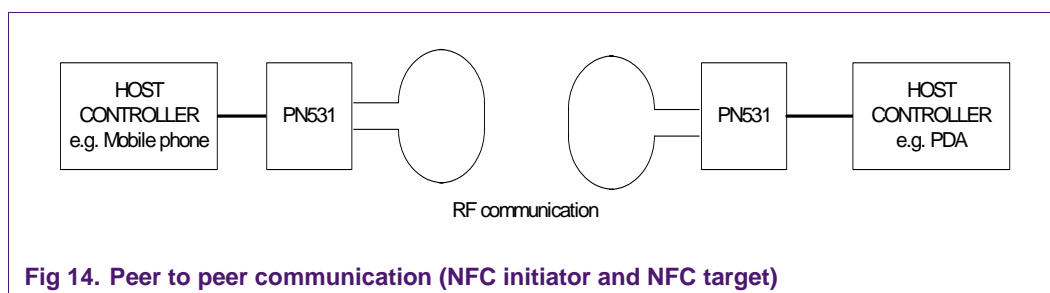 HOST
CONTROLLER
e.g. Mobile phone
PN531
PN531
HOST
CONTROLLER
e.g. PDA
RF communication
Fig 14. Peer to peer communication (NFC initiator and NFC target)